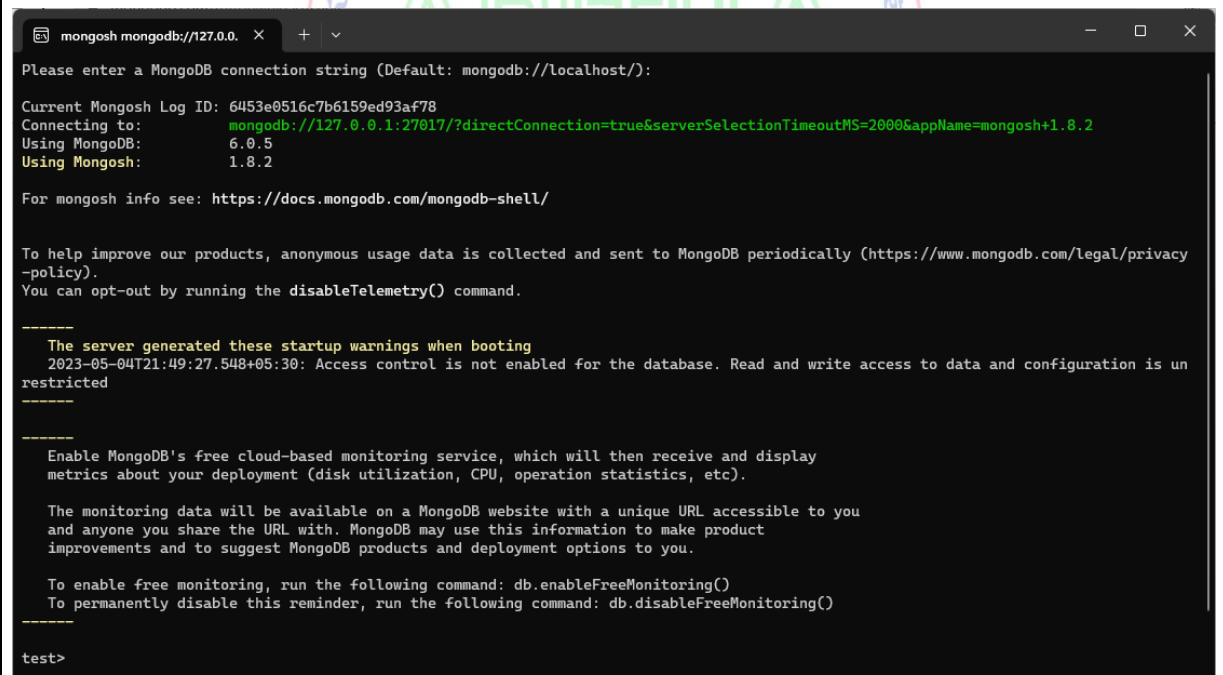 mongosh mongodb://127.0.0.
Please enter a MongoDB connection string (Default: mongodb://localhost/):
Current Mongosh Log ID: 6453e0516c7b6159ed93af78
Connecting to: mongodb://127.0.0.1:27017/?directConnection=true&serverSelectionTimeoutMS=2000&appName=mongosh+1.8.2
Using MongoDB: 6.0.5
Using Mongosh: 1.8.2
For mongosh info see: https://docs.mongodb.com/mongodb-shell/
To help improve our products, anonymous usage data is collected and sent to MongoDB periodically (https://www.mongodb.com/legal/privacy
-policy).
You can opt-out by running the disableTelemetry() command.
------
The server generated these startup warnings when booting
2023-05-04T21:49:27.548+05:30: Access control is not enabled for the database. Read and write access to data and configuration is un
restricted
------
------
Enable MongoDB's free cloud-based monitoring service, which will then receive and display
metrics about your deployment (disk utilization, CPU, operation statistics, etc).
The monitoring data will be available on a MongoDB website with a unique URL accessible to you
and anyone you share the URL with. MongoDB may use this information to make product
improvements and to suggest MongoDB products and deployment options to you.
To enable free monitoring, run the following command: db.enableFreeMonitoring()
To permanently disable this reminder, run the following command: db.disableFreeMonitoring()
------
test>